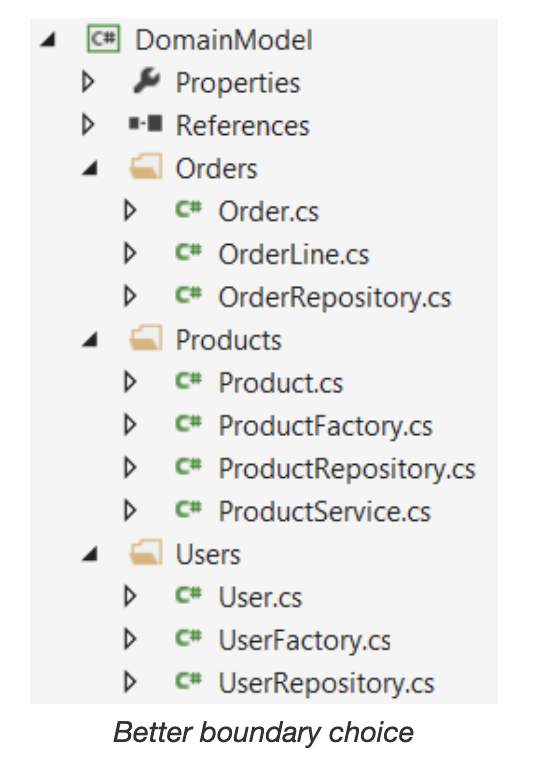 C# DomainModel
Properties
References
Orders
C# Order.cs
C# OrderLine.cs
C# OrderRepository.cs
Products
C# Product.cs
C# ProductFactory.cs
C# ProductRepository.cs
C# ProductService.cs
Users
C# User.cs
C# UserFactory.cs
C# UserRepository.cs
Better boundary choice